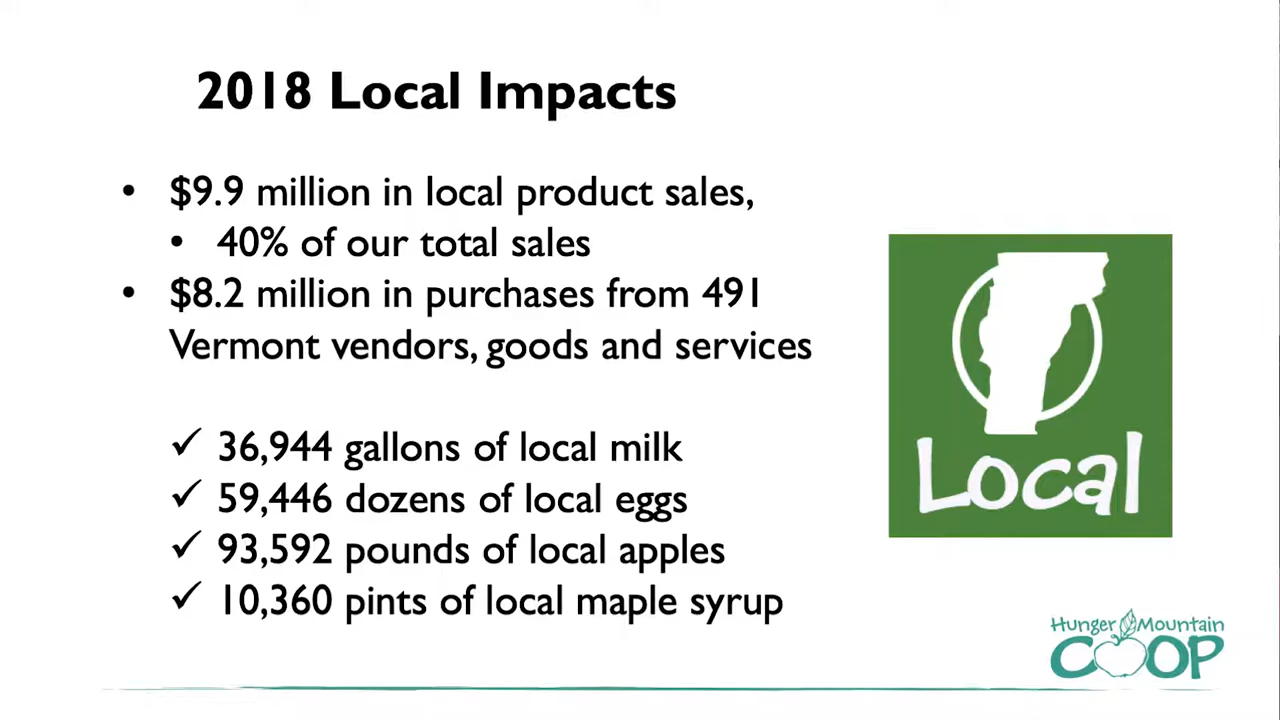 2018 Local Impacts
• $9.9 million in local product sales,
• 40% of our total sales
• $8.2 million in purchases from 491
Vermont vendors, goods and services
✓ 36,944 gallons of local milk
✓ 59,446 dozens of local eggs
✓ 93,592 pounds of local apples
✓ 10,360 pints of local maple syrup
Local
Hunger Mountain
COOP